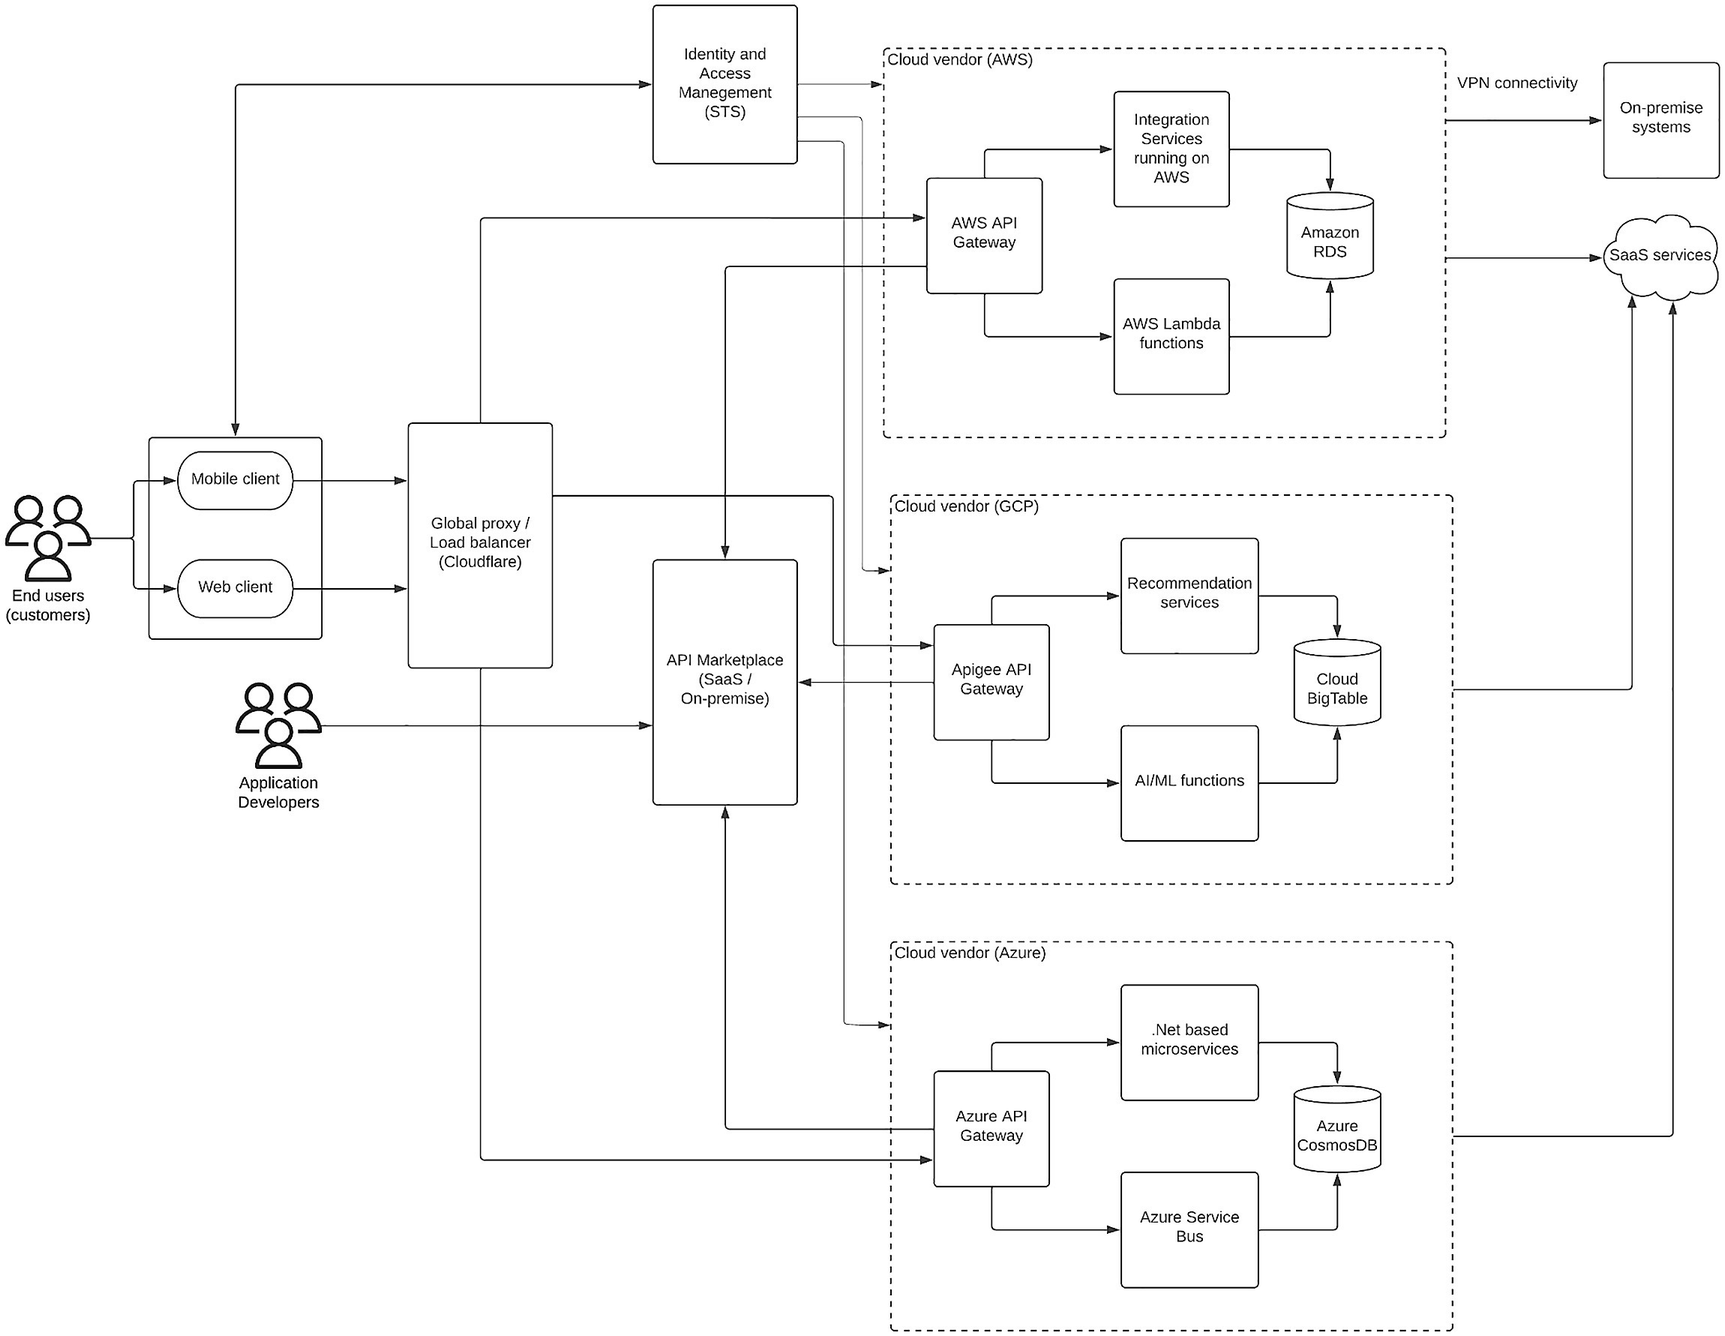 Identity and
Access
Manegement
(STS)
Cloud vendor (AWS)
VPN connectivity
On-premise
systems
Integration
Services
running on
AWS
AWS API
Gateway
Amazon
RDS
SaaS services
AWS Lambda
functions
Mobile client
Web client
End users
(customers)
Global proxy /
Load balancer
(Cloudflare)
Application
Developers
API Marketplace
(SaaS /
On-premise)
Cloud vendor (GCP)
Recommendation
services
Apigee API
Gateway
Cloud
BigTable
AI/ML functions
Cloud vendor (Azure)
.Net based
microservices
Azure API
Gateway
Azure
CosmosDB
Azure Service
Bus